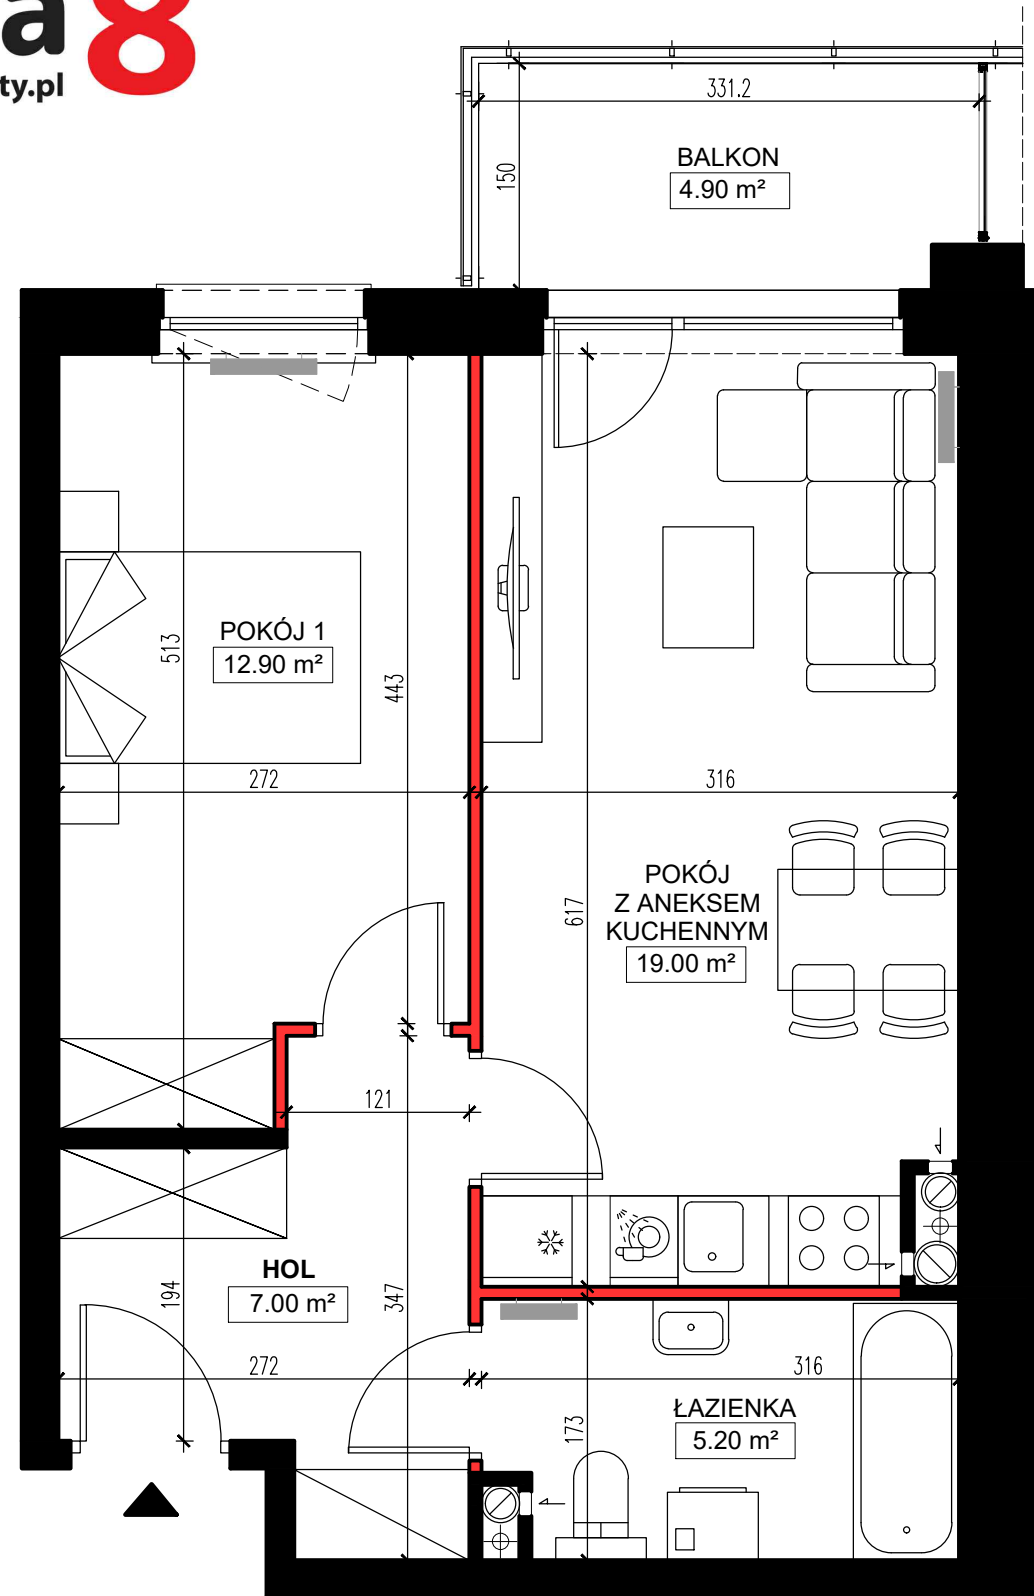 a 8
ty.pl
331.2
150
BALKON
4.90 m²
POKÓJ 1
12.90 m²
513
443
272
316
POKÓJ
Z ANEKSEM
KUCHENNYM
19.00 m²
617
121
HOL
7.00 m²
194
347
272
316
ŁAZIENKA
5.20 m²
173